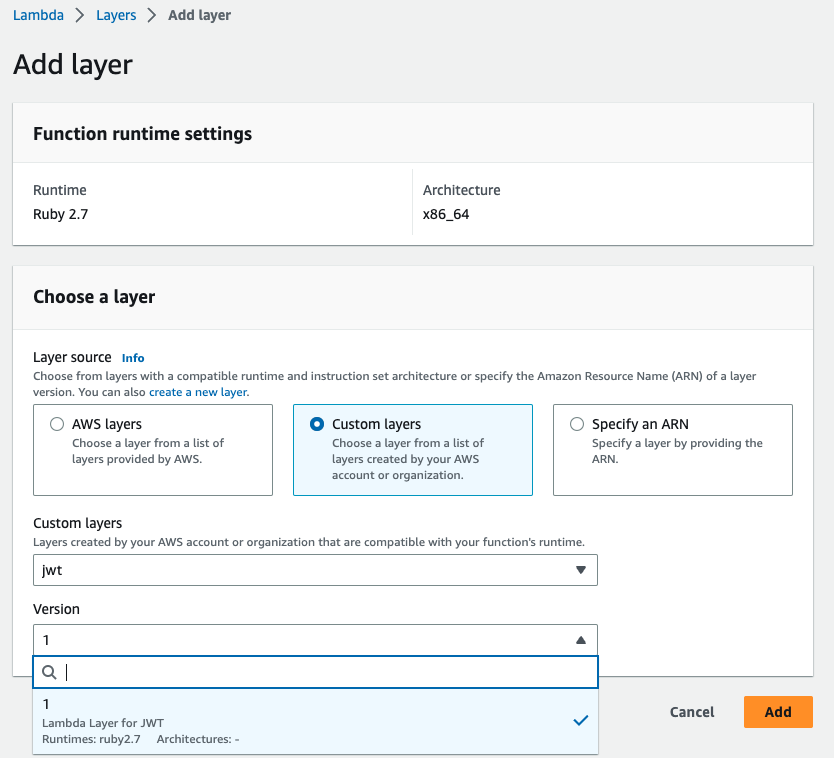 Lambda > Layers > Add layer
Add layer
Function runtime settings
Runtime
Ruby 2.7
Architecture
x86_64
Choose a layer
Layer source Info
Choose from layers with a compatible runtime and instruction set architecture or specify the Amazon Resource Name (ARN) of a layer
version. You can also create a new layer.
AWS layers
Choose a layer from a list of
layers provided by AWS.
Custom layers
Choose a layer from a list of
layers created by your AWS
account or organization.
Specify an ARN
Specify a layer by providing the
ARN.
Custom layers
Layers created by your AWS account or organization that are compatible with your function's runtime.
jwt
Version
1
1
Lambda Layer for JWT
Runtimes: ruby2.7 Architectures: -
Cancel
Add